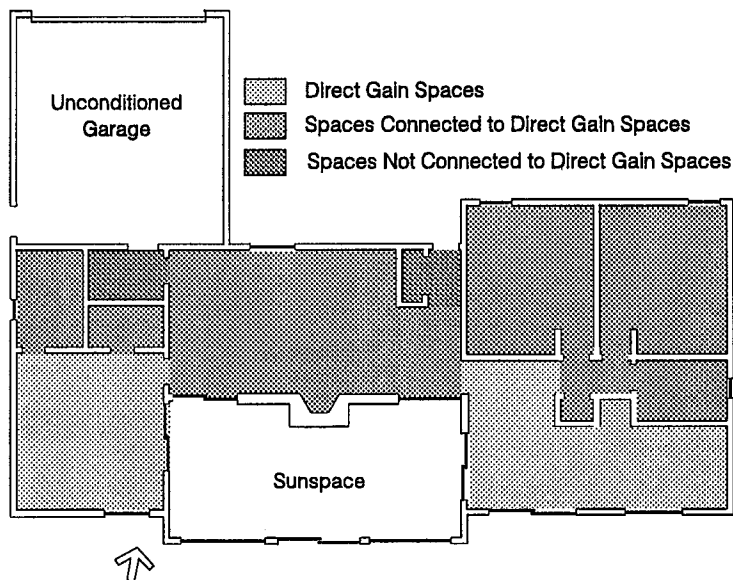 Unconditioned
Garage
Direct Gain Spaces
Spaces Connected to Direct Gain Spaces
Spaces Not Connected to Direct Gain Spaces
Sunspace